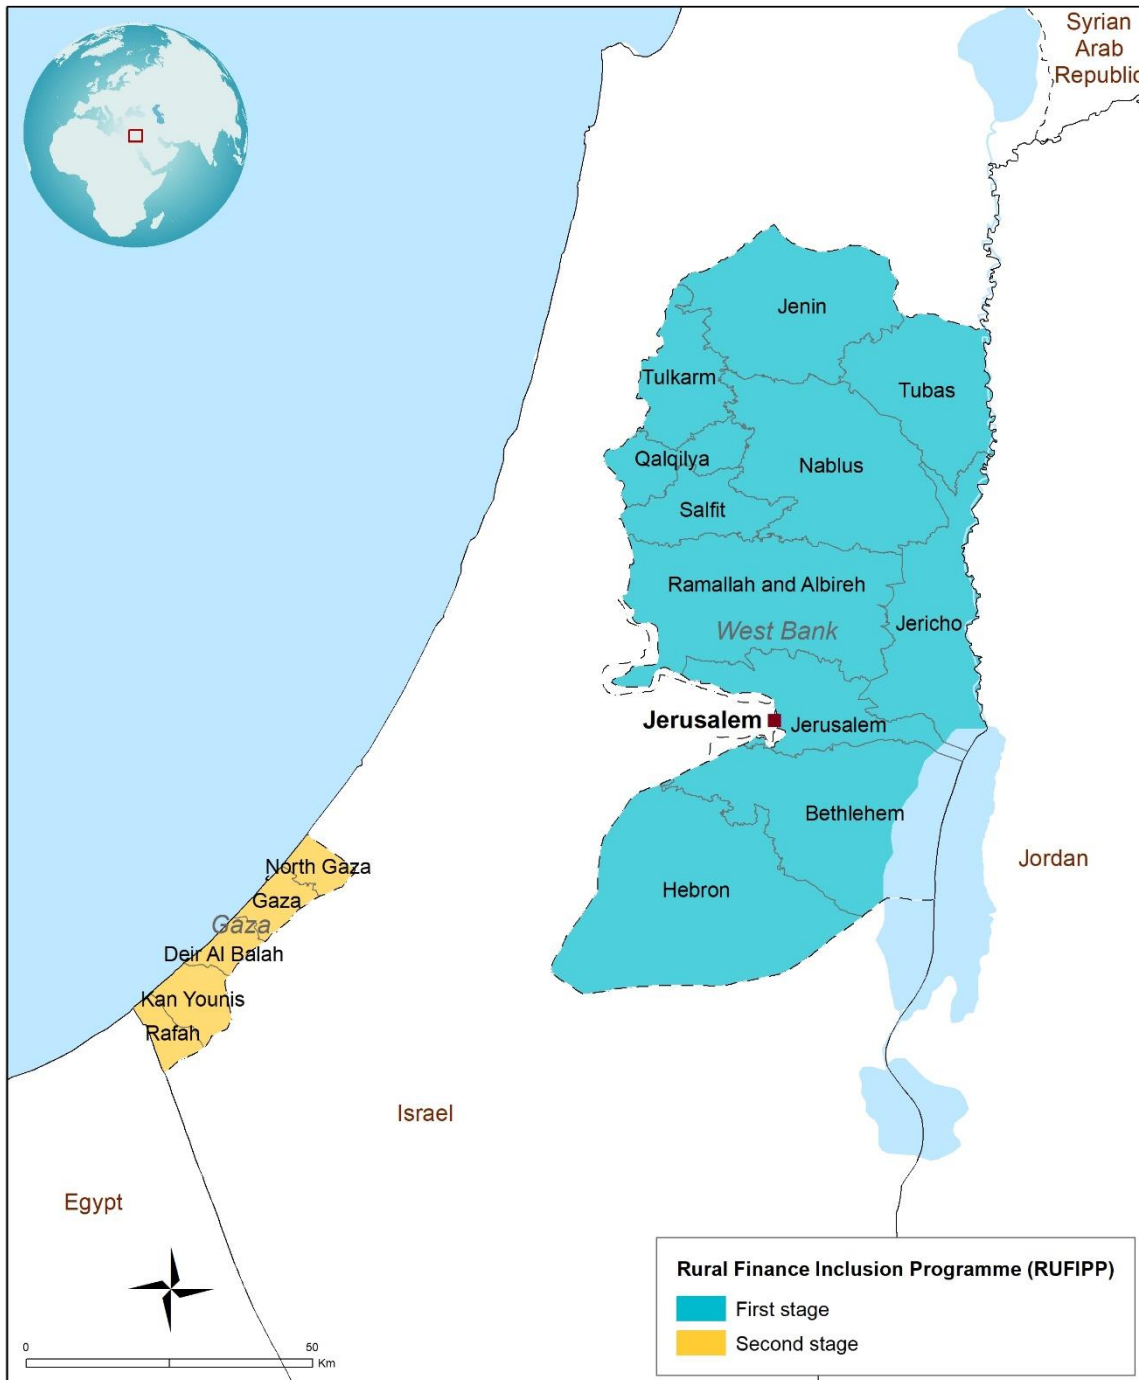 Syrian
Arab
Republic
Jenin
Tulkarm
Tubas
Qalqilya
Nablus
Salfit
Ramallah and Albireh
Jericho
West Bank
Jerusalem
Jerusalem
Bethlehem
Jordan
Hebron
North Gaza
Gaza
Gaza
Deir Al Balah
Kan Younis
Rafah
Israel
Egypt
Rural Finance Inclusion Programme (RUFIPP)
First stage
Second stage
0 50
Km